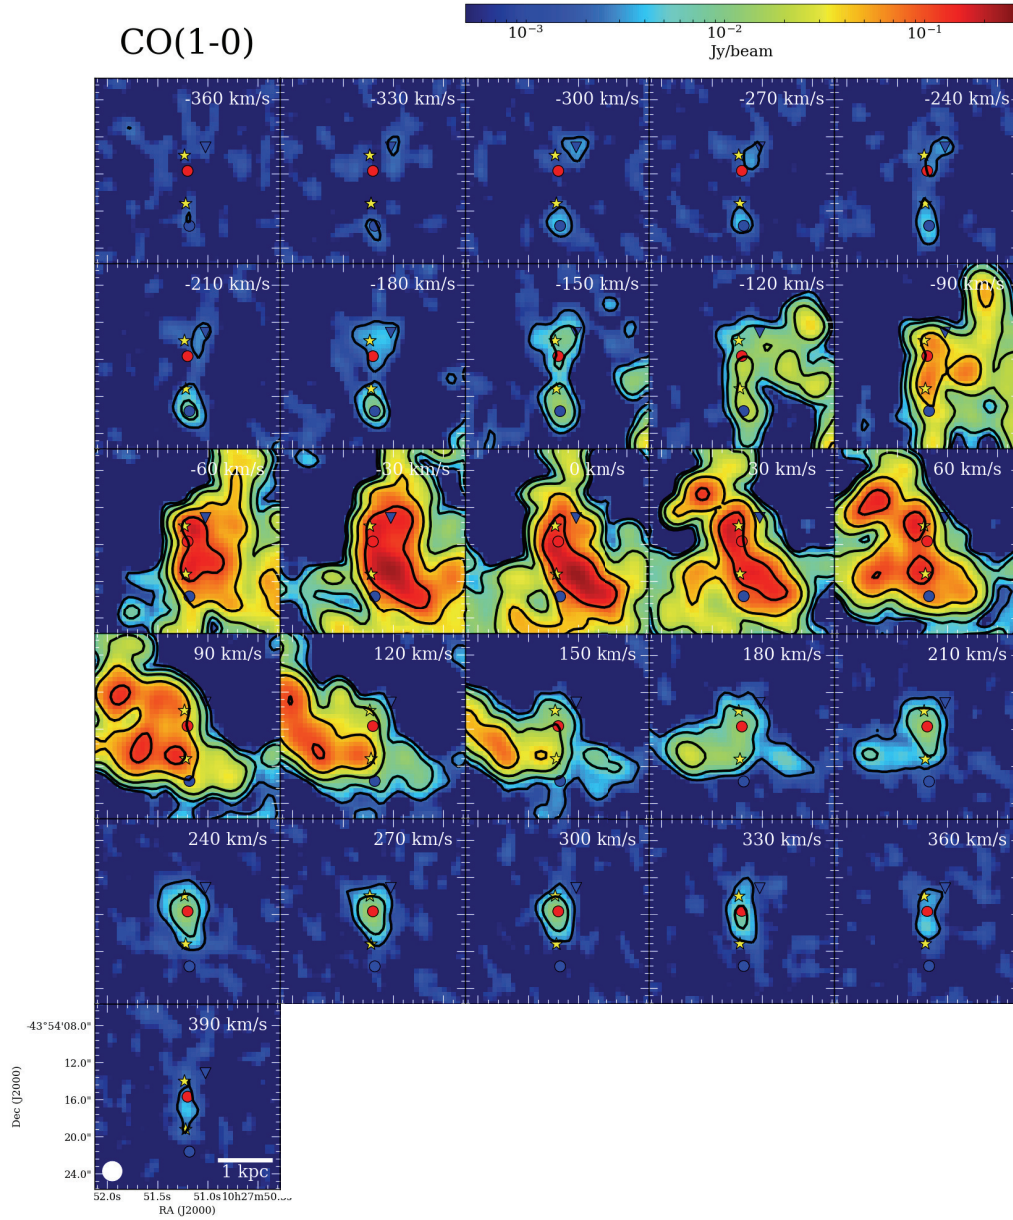 CO(1-0)
10⁻³ 10⁻² 10⁻¹
Jy/beam
-360 km/s -330 km/s -300 km/s -270 km/s -240 km/s
-210 km/s -180 km/s -150 km/s -120 km/s -90 km/s
-60 km/s -30 km/s 0 km/s 30 km/s 60 km/s
90 km/s 120 km/s 150 km/s 180 km/s 210 km/s
240 km/s 270 km/s 300 km/s 330 km/s 360 km/s
390 km/s
-43°54'08.0"
12.0"
16.0"
20.0"
24.0"
Dec (J2000)
1 kpc
52.0s 51.5s 51.0s
RA (J2000)